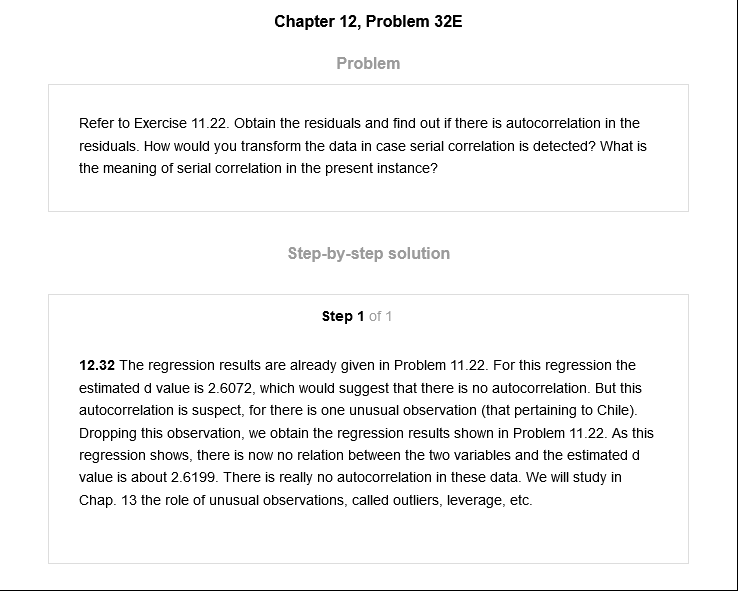 Chapter 12, Problem 32E
Problem
Refer to Exercise 11.22. Obtain the residuals and find out if there is autocorrelation in the
residuals. How would you transform the data in case serial correlation is detected? What is
the meaning of serial correlation in the present instance?
Step-by-step solution
Step 1 of 1
12.32 The regression results are already given in Problem 11.22. For this regression the
estimated d value is 2.6072, which would suggest that there is no autocorrelation. But this
autocorrelation is suspect, for there is one unusual observation (that pertaining to Chile).
Dropping this observation, we obtain the regression results shown in Problem 11.22. As this
regression shows, there is now no relation between the two variables and the estimated d
value is about 2.6199. There is really no autocorrelation in these data. We will study in
Chap. 13 the role of unusual observations, called outliers, leverage, etc.